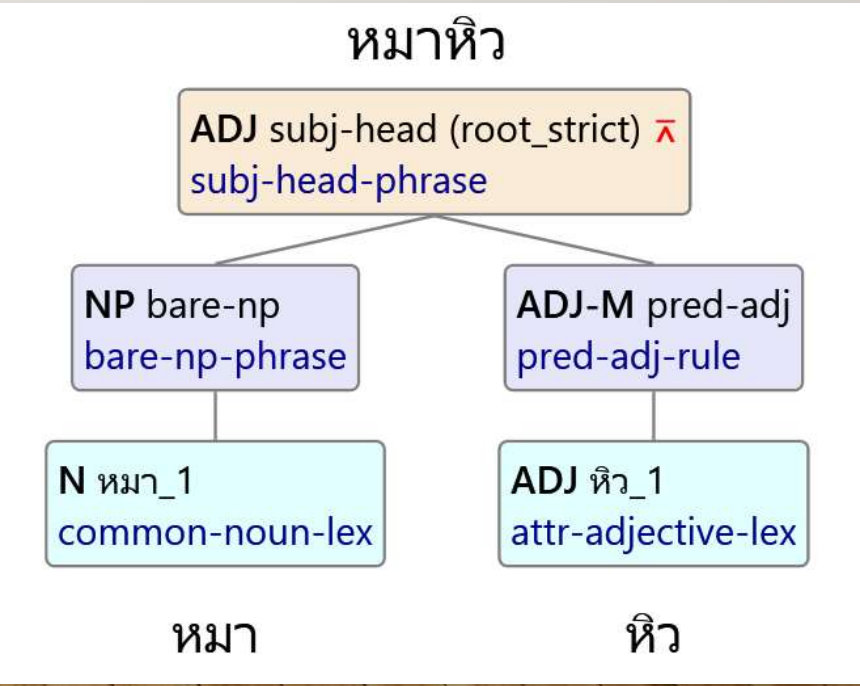 หมาหิว
ADJ subj-head (root_strict) ⊼
subj-head-phrase
NP bare-np
bare-np-phrase
ADJ-M pred-adj
pred-adj-rule
N หมา_1
common-noun-lex
ADJ หิว_1
attr-adjective-lex
หมา
หิว